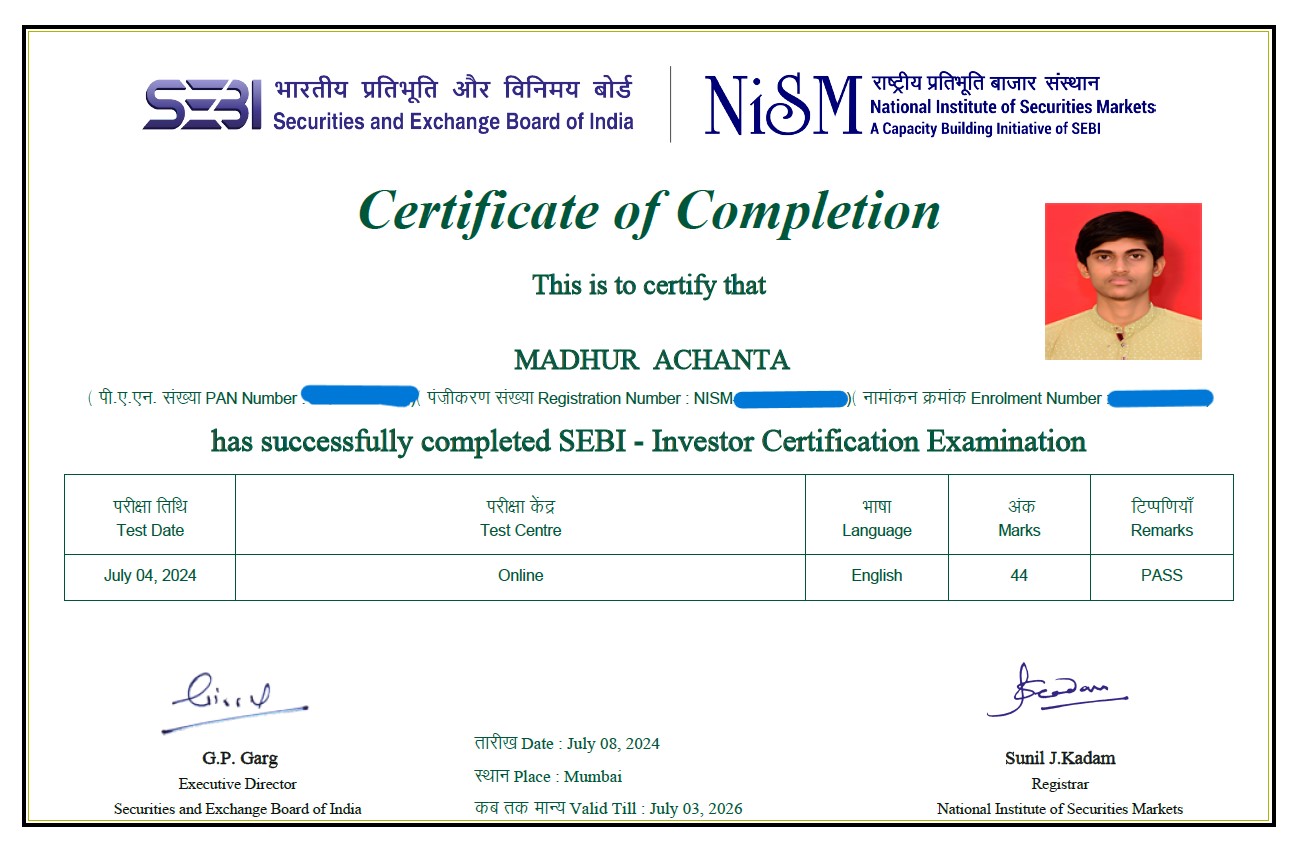 SEBI भारतीय प्रतिभूति और विनिमय बोर्ड
Securities and Exchange Board of India
NiSM राष्ट्रीय प्रतिभूति बाजार संस्थान
National Institute of Securities Markets
A Capacity Building Initiative of SEBI
Certificate of Completion
This is to certify that
MADHUR ACHANTA
( पी.ए.एन. संख्या PAN Number : )( पंजीकरण संख्या Registration Number : NISM- )( नामांकन क्रमांक Enrolment Number : )
has successfully completed SEBI - Investor Certification Examination
परीक्षा तिथि परीक्षा केंद्र भाषा अंक टिप्पणियाँ
Test Date Test Centre Language Marks Remarks
July 04, 2024 Online English 44 PASS
G.P. Garg
Executive Director
Securities and Exchange Board of India
तारीख Date : July 08, 2024
स्थान Place : Mumbai
कब तक मान्य Valid Till : July 03, 2026
Sunil J.Kadam
Registrar
National Institute of Securities Markets